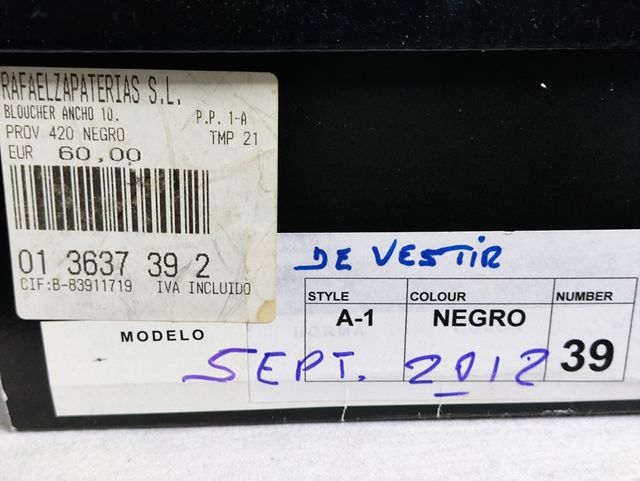 RAFAELZAPATERIAS S.L.
BLOUCHER ANCHO 10. P.P. 1-A
PROV 420 NEGRO TMP 21
EUR 60,00
01 3637 39 2
CIF:B-83911719 IVA INCLUIDO
DE VESTIR
STYLE COLOUR NUMBER
A-1 NEGRO 39
MODELO
SEPT. 2012